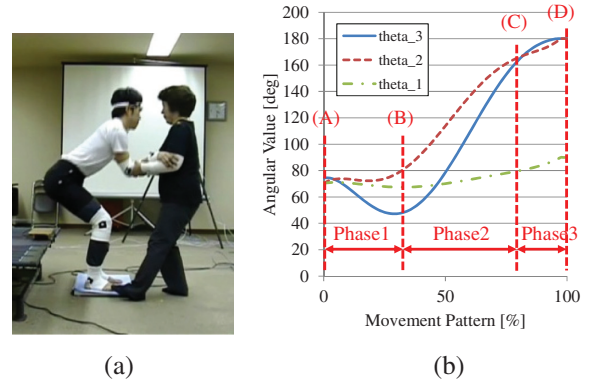 200
180
160
140
120
100
80
60
40
20
0
Angular Value [deg]
theta_3
theta_2
theta_1
(A)
(B)
(C)
(D)
Phase1
Phase2
Phase3
0
50
100
Movement Pattern [%]
(a)
(b)